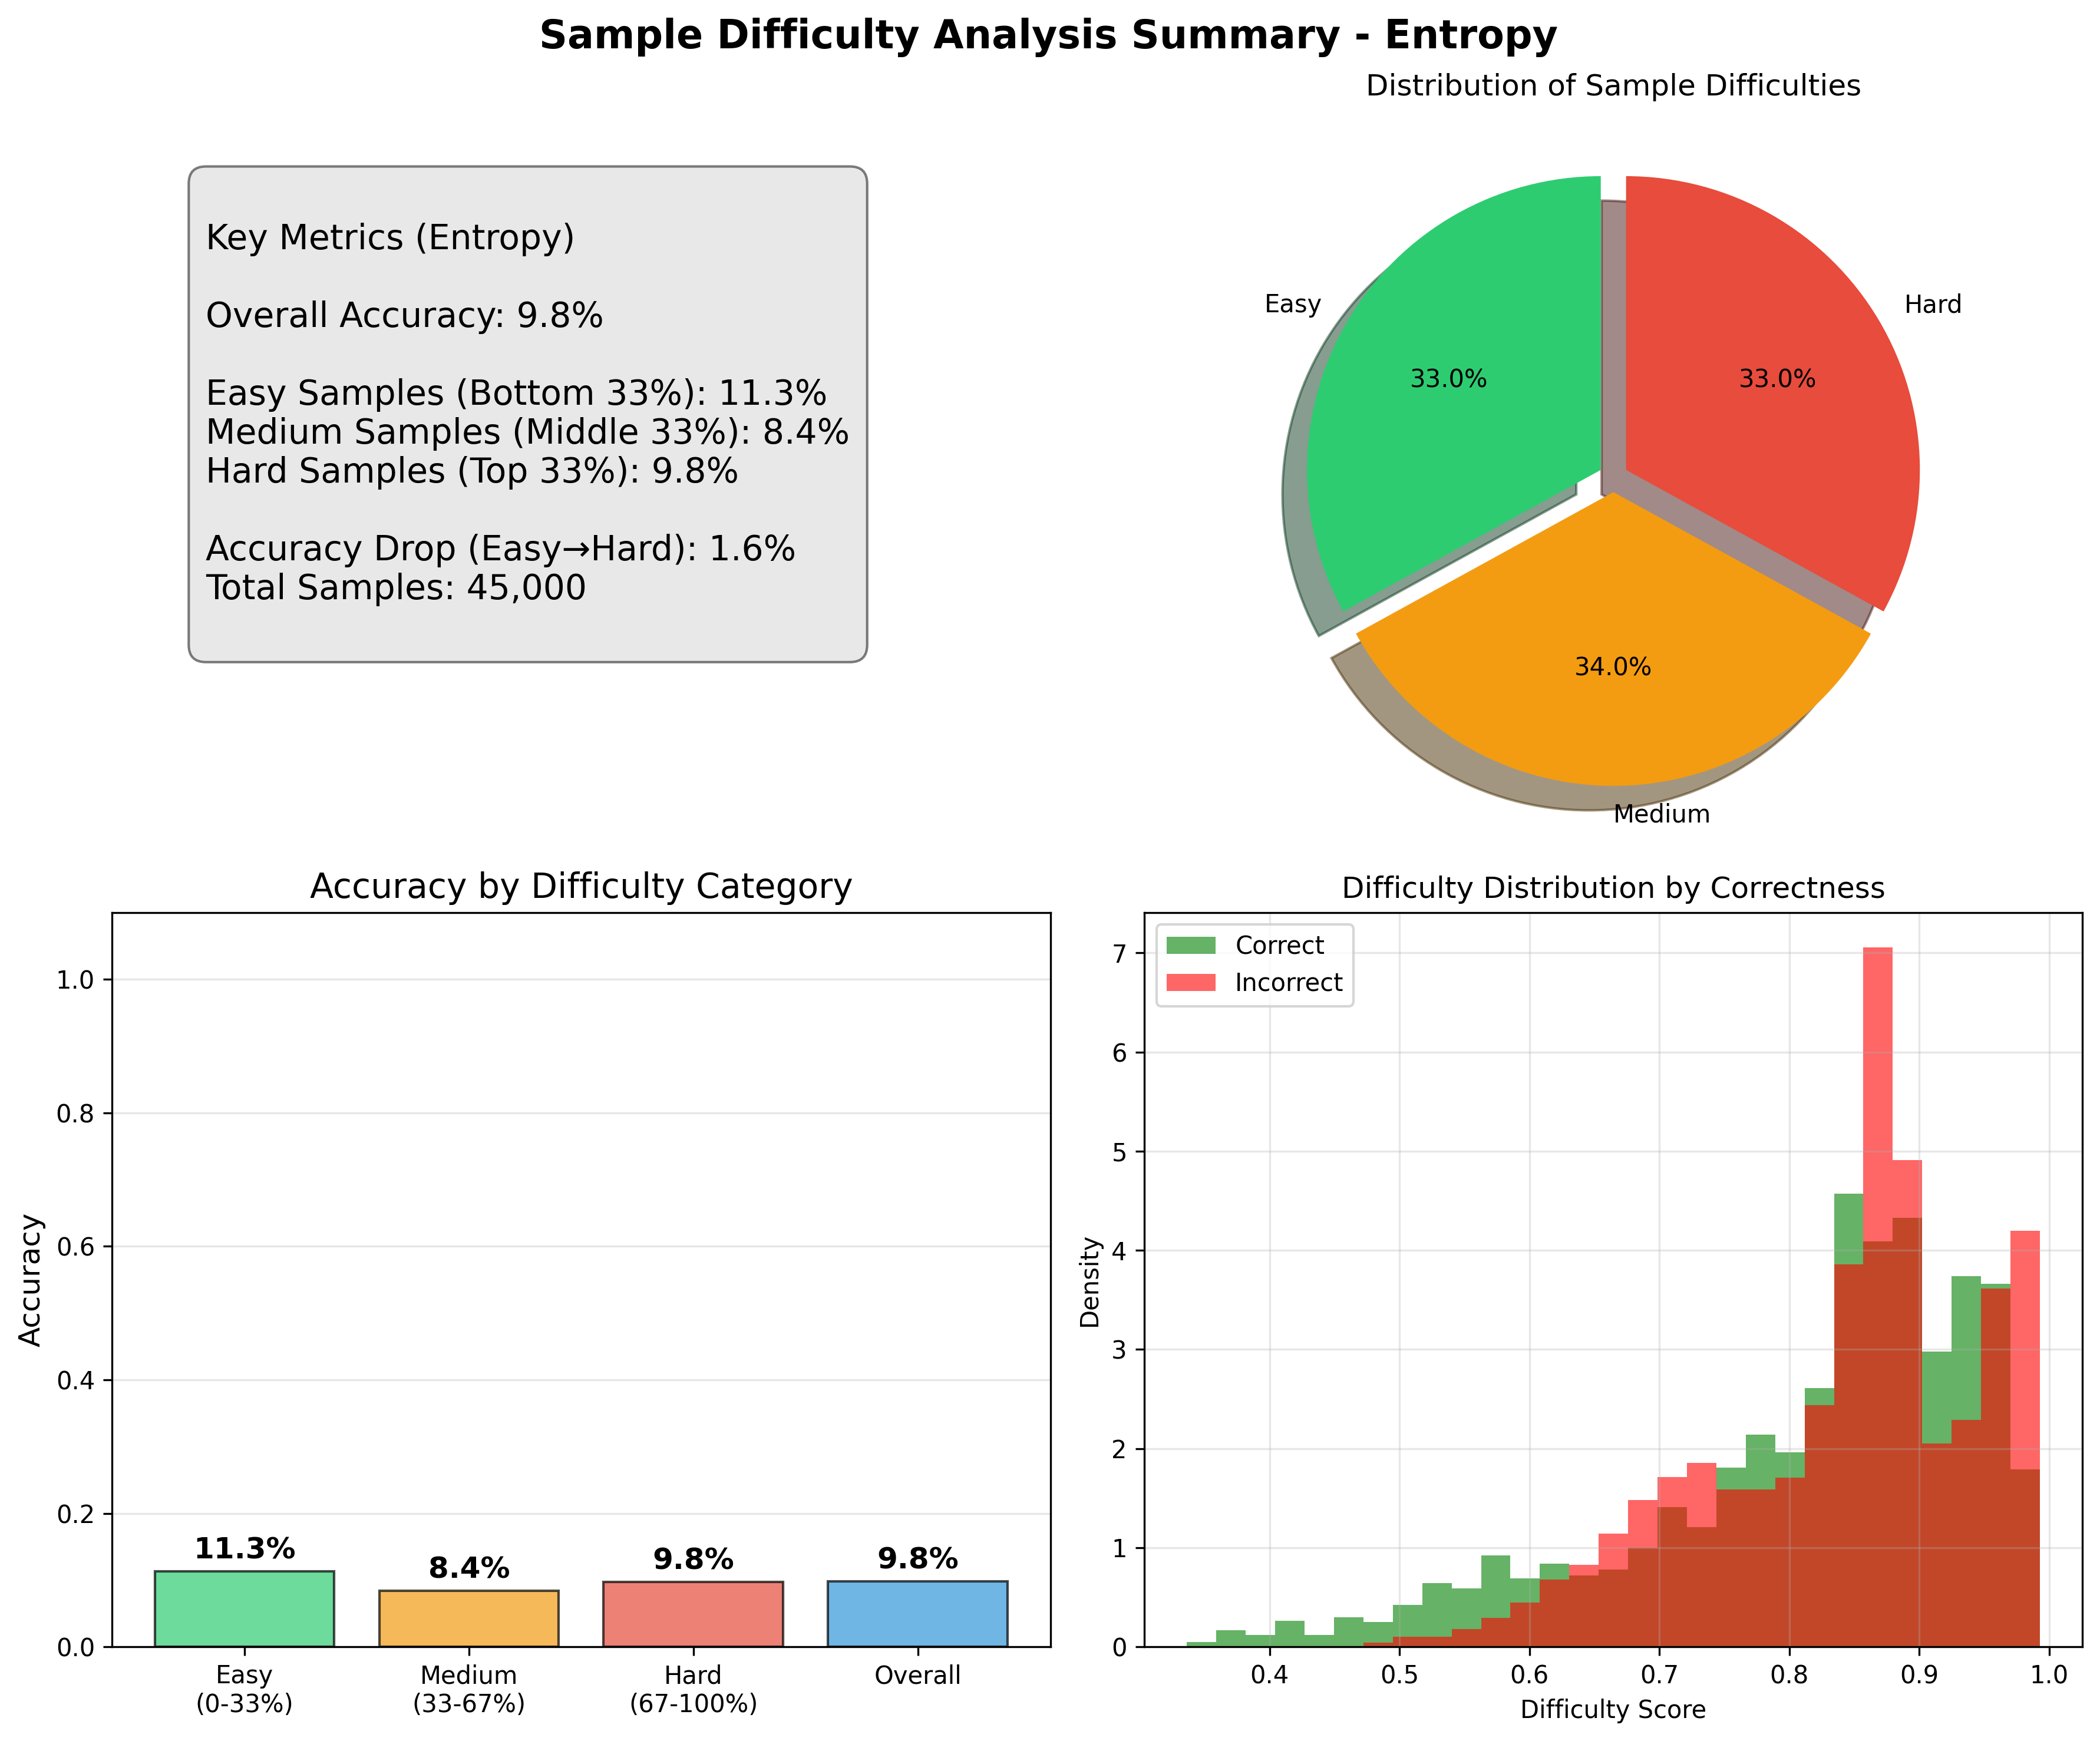 Sample Difficulty Analysis Summary - Entropy
Key Metrics (Entropy)
Overall Accuracy: 9.8%
Easy Samples (Bottom 33%): 11.3%
Medium Samples (Middle 33%): 8.4%
Hard Samples (Top 33%): 9.8%
Accuracy Drop (Easy→Hard): 1.6%
Total Samples: 45,000
Distribution of Sample Difficulties
Easy
Hard
33.0%
33.0%
34.0%
Medium
Accuracy by Difficulty Category
Accuracy
1.0
0.8
0.6
0.4
0.2
0.0
11.3%
8.4%
9.8%
9.8%
Easy
(0-33%)
Medium
(33-67%)
Hard
(67-100%)
Overall
Difficulty Distribution by Correctness
Correct
Incorrect
Density
7
6
5
4
3
2
1
0
0.4
0.5
0.6
0.7
0.8
0.9
1.0
Difficulty Score